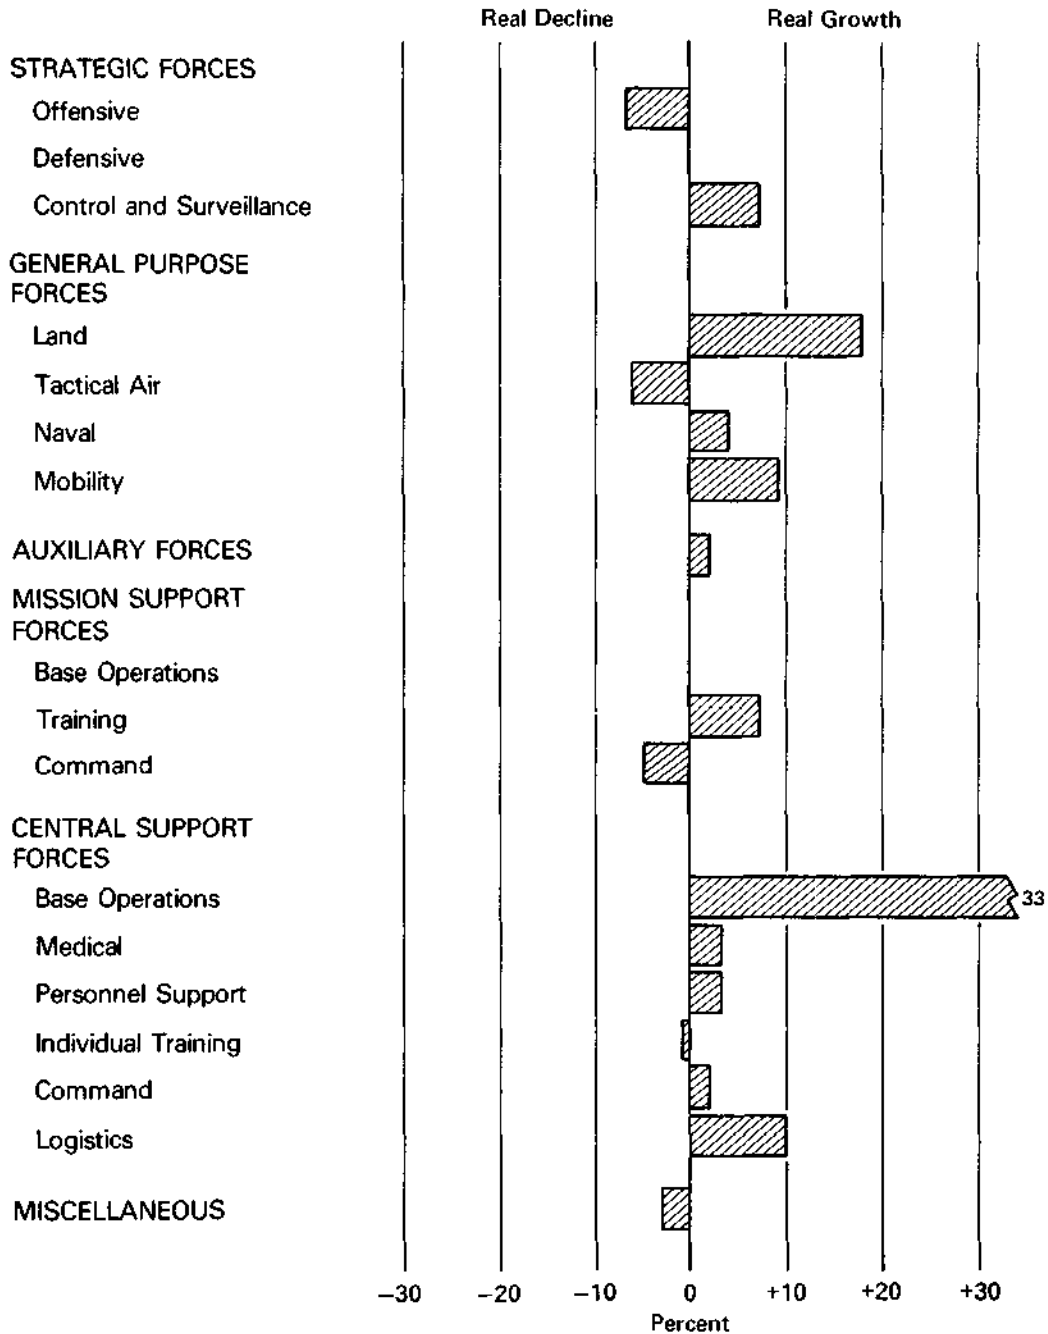 Real Decline Real Growth
STRATEGIC FORCES
Offensive
Defensive
Control and Surveillance
GENERAL PURPOSE
FORCES
Land
Tactical Air
Naval
Mobility
AUXILIARY FORCES
MISSION SUPPORT
FORCES
Base Operations
Training
Command
CENTRAL SUPPORT
FORCES
Base Operations 33
Medical
Personnel Support
Individual Training
Command
Logistics
MISCELLANEOUS
−30 −20 −10 0 +10 +20 +30
Percent